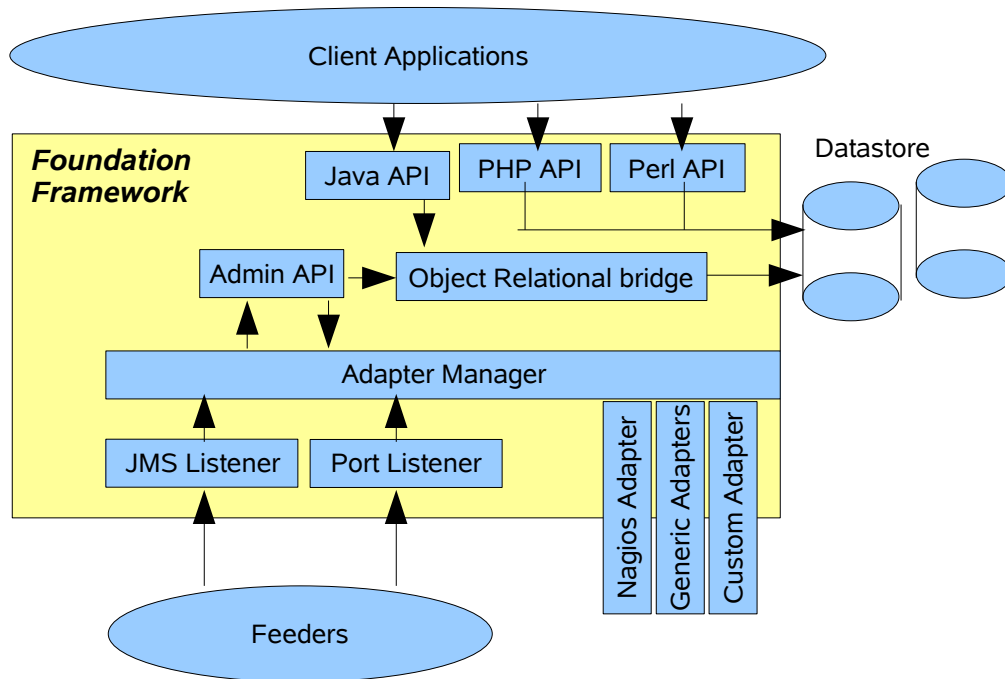 Client Applications
Foundation
Framework
Java API
PHP API
Perl API
Datastore
Admin API
Object Relational bridge
Adapter Manager
JMS Listener
Port Listener
Nagios Adapter
Generic Adapters
Custom Adapter
Feeders